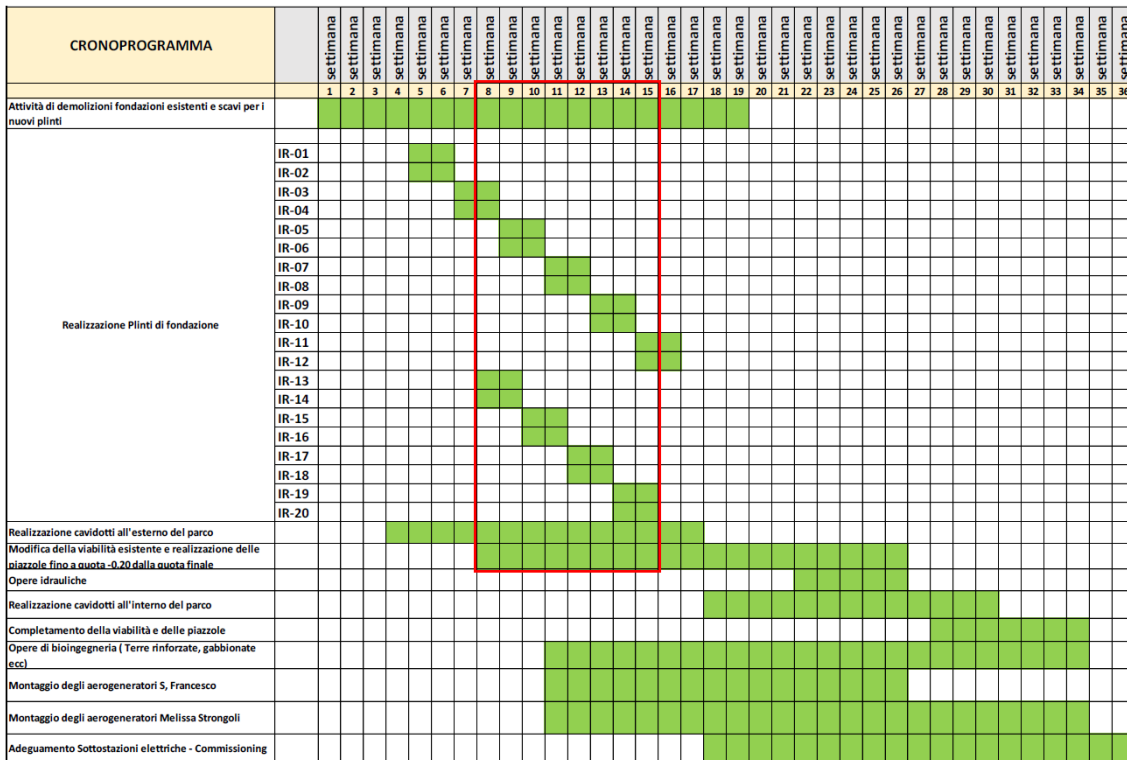 CRONOPROGRAMMA
settimana settimana settimana settimana settimana settimana settimana settimana settimana settimana settimana settimana settimana settimana settimana settimana settimana settimana settimana settimana settimana settimana settimana settimana settimana settimana settimana settimana settimana settimana settimana settimana settimana settimana settimana settimana
1 2 3 4 5 6 7 8 9 10 11 12 13 14 15 16 17 18 19 20 21 22 23 24 25 26 27 28 29 30 31 32 33 34 35 36
Attività di demolizioni fondazioni esistenti e scavi per i
nuovi plinti
Realizzazione Plinti di fondazione
IR-01
IR-02
IR-03
IR-04
IR-05
IR-06
IR-07
IR-08
IR-09
IR-10
IR-11
IR-12
IR-13
IR-14
IR-15
IR-16
IR-17
IR-18
IR-19
IR-20
Realizzazione cavidotti all'esterno del parco
Modifica della viabilità esistente e realizzazione delle
piazzole fino a quota -0.20 dalla quota finale
Opere idrauliche
Realizzazione cavidotti all'interno del parco
Completamento della viabilità e delle piazzole
Opere di bioingegneria ( Terre rinforzate, gabbionate
ecc)
Montaggio degli aerogeneratori S, Francesco
Montaggio degli aerogeneratori Melissa Strongoli
Adeguamento Sottostazioni elettriche - Commissioning